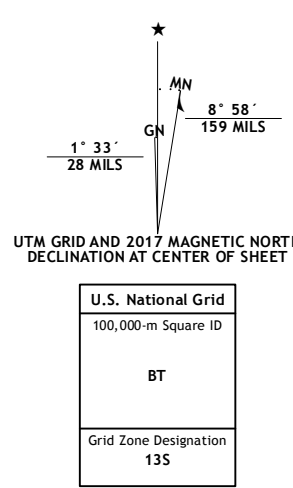 ★
MN
GN
8° 58´
159 MILS
1° 33´
28 MILS
UTM GRID AND 2017 MAGNETIC NORT
DECLINATION AT CENTER OF SHEET
U.S. National Grid
100,000-m Square ID
BT
Grid Zone Designation
13S